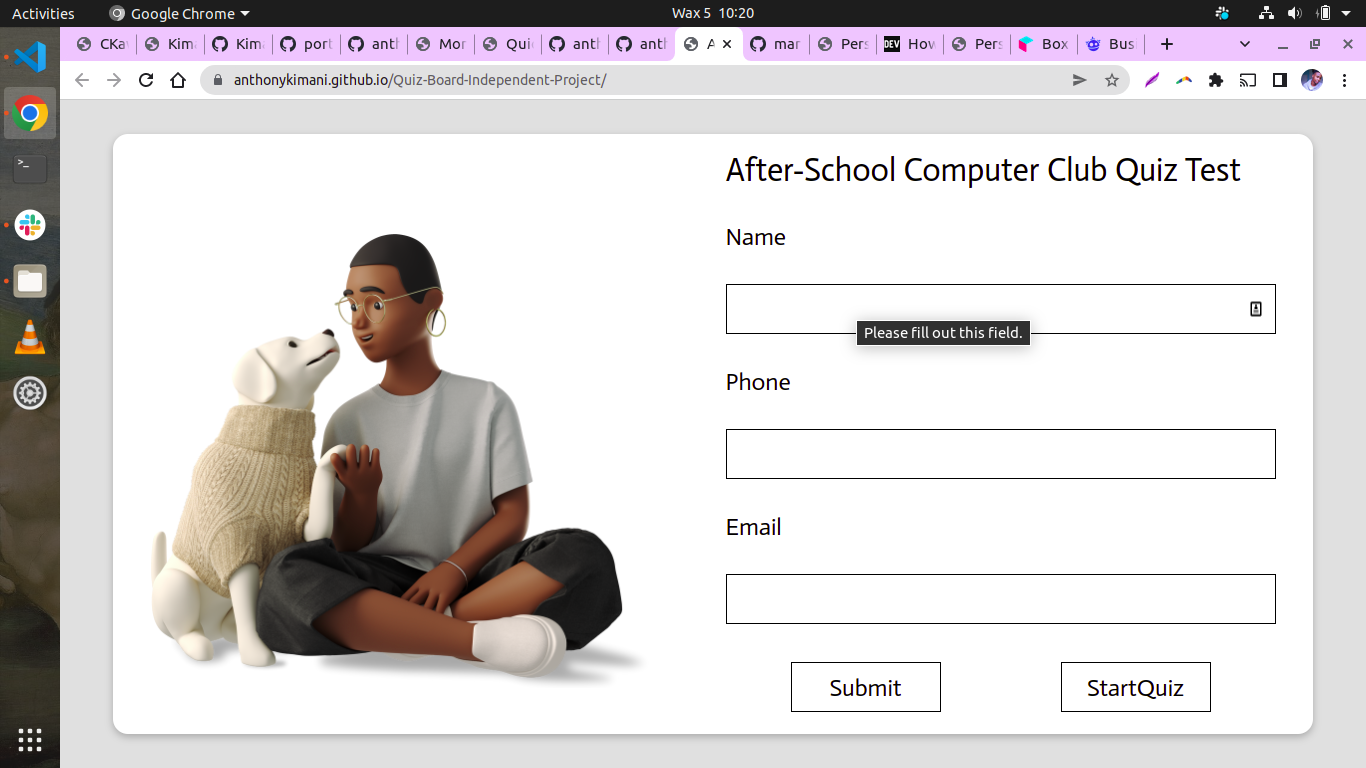 Activities
Google Chrome
Wax 5 10:20
CKa
Kim
Kim
port
anth
Mor
Quiz
anth
anth
A
mar
Pers
DEV
How
Pers
Box
Bus
anthonykimani.github.io/Quiz-Board-Independent-Project/
After-School Computer Club Quiz Test
Name
Please fill out this field.
Phone
Email
Submit
StartQuiz